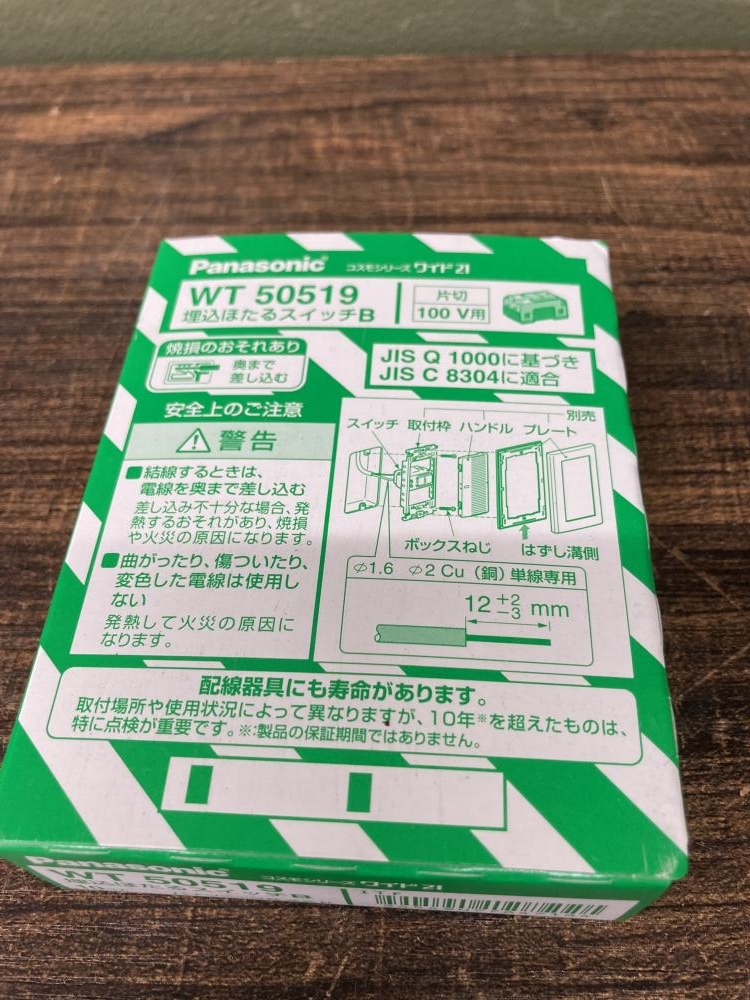 Panasonic コスモシリーズ ワイド21
WT 50519
埋込ほたるスイッチB
片切
100 V用
焼損のおそれあり
奥まで
差し込む
JIS Q 1000に基づき
JIS C 8304に適合
安全上のご注意
警告
■結線するときは、
電線を奥まで差し込む
差し込み不十分な場合、発
熱するおそれがあり、焼損
や火災の原因になります。
■曲がったり、傷ついたり、
変色した電線は使用し
ない
発熱して火災の原因に
なります。
別売
スイッチ 取付枠 ハンドル プレート
ボックスねじ はずし溝側
φ1.6 φ2 Cu (銅) 単線専用
12 +2 -3 mm
配線器具にも寿命があります。
取付場所や使用状況によって異なりますが、10年※を超えたものは、
特に点検が重要です。※:製品の保証期間ではありません。
Panasonic コスモシリーズ ワイド21
WT 50519